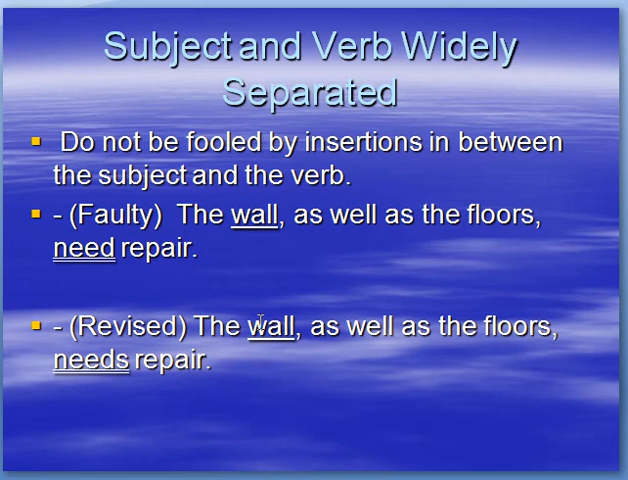 Subject and Verb Widely
Separated
Do not be fooled by insertions in between
the subject and the verb.
- (Faulty) The wall, as well as the floors,
need repair.
- (Revised) The wall, as well as the floors,
needs repair.